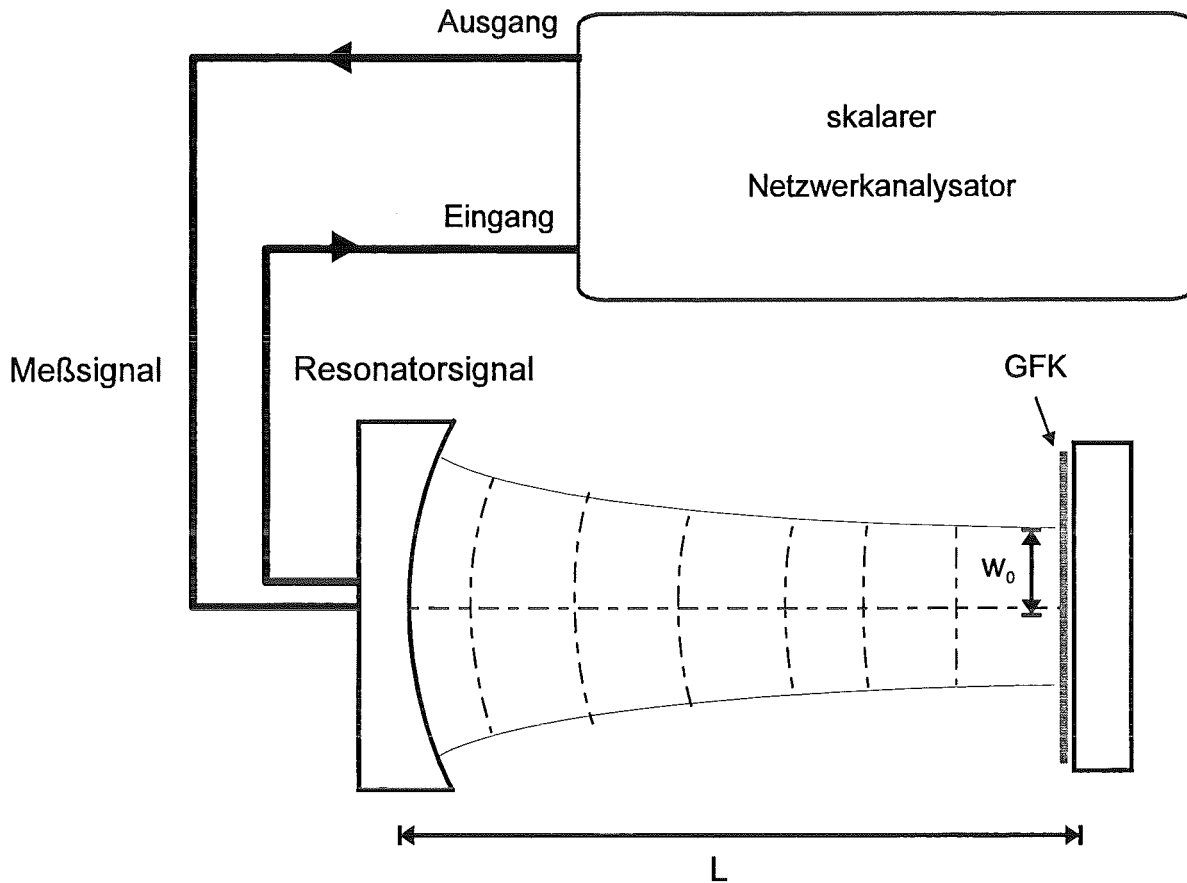 Ausgang
skalarer
Netzwerkanalysator
Eingang
Meßsignal
Resonatorsignal
GFK
w₀
L